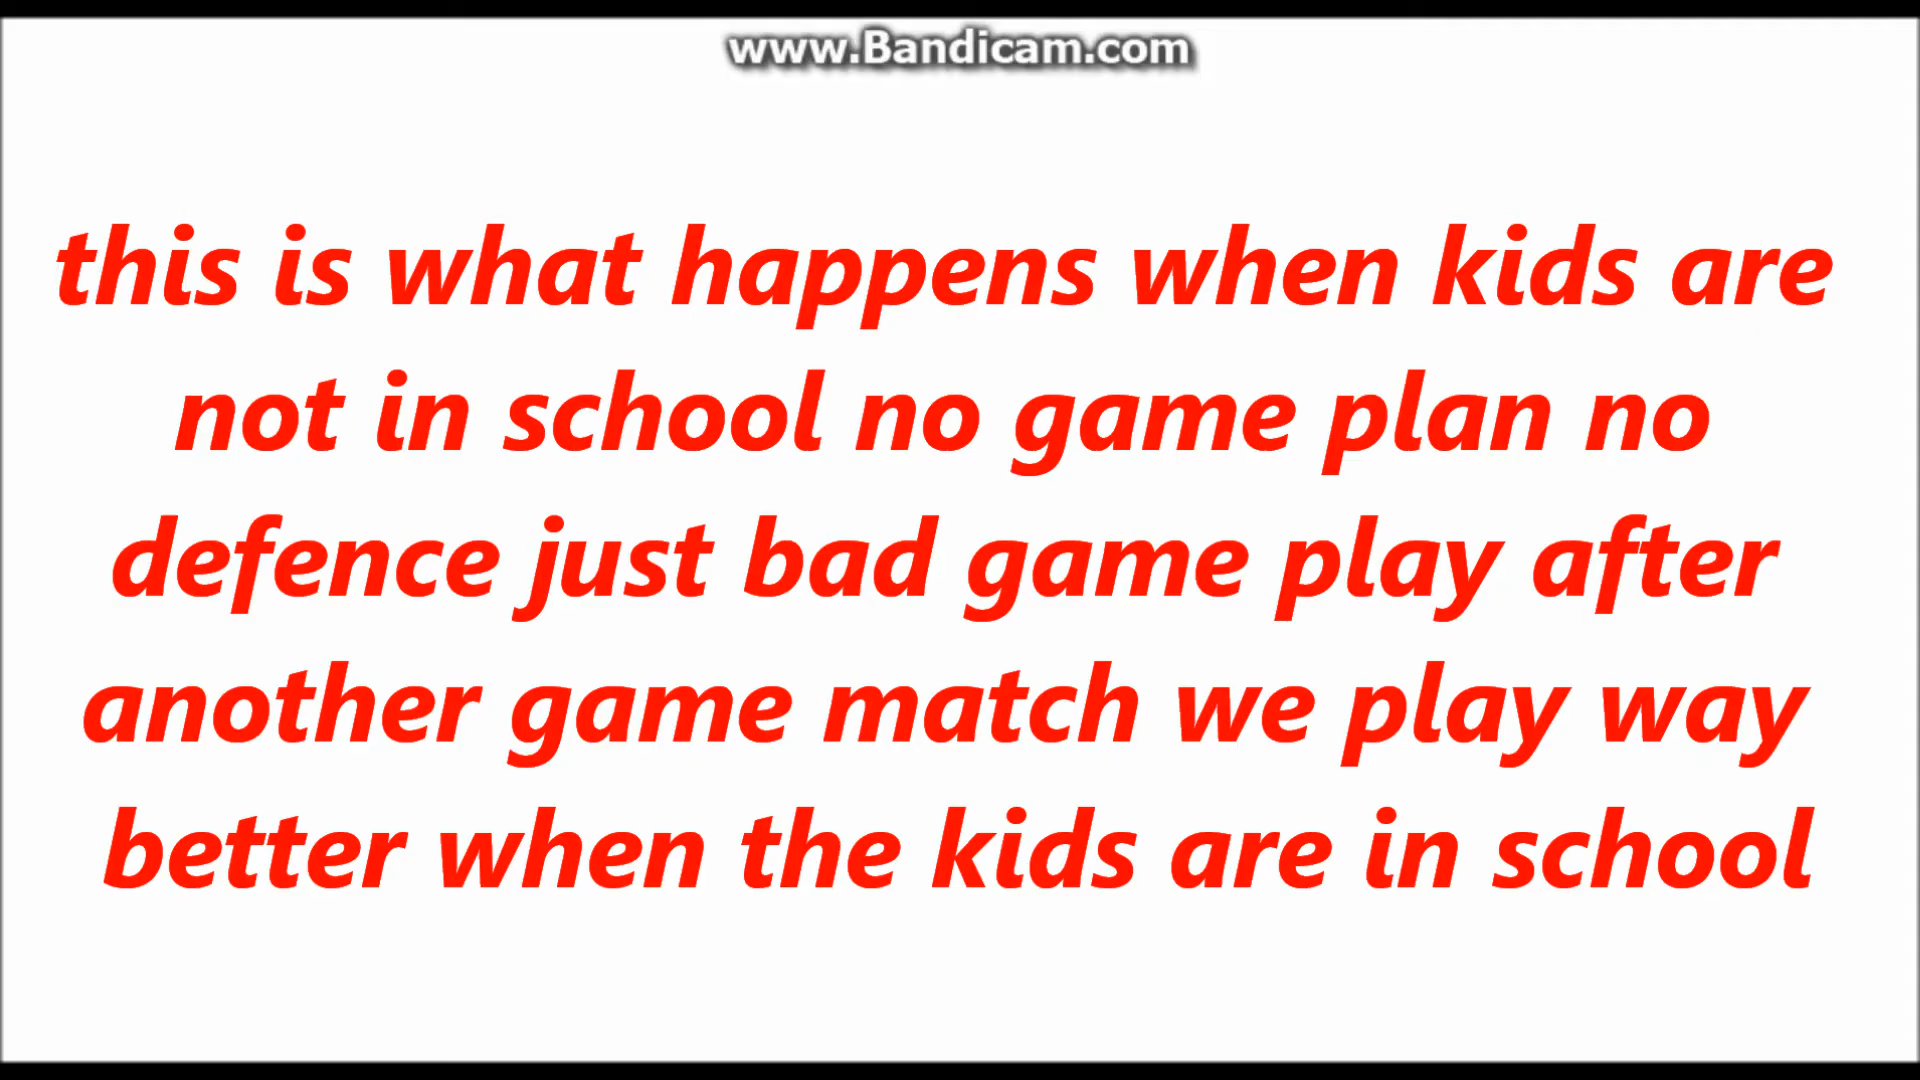 www.Bandicam.com
this is what happens when kids are
not in school no game plan no
defence just bad game play after
another game match we play way
better when the kids are in school